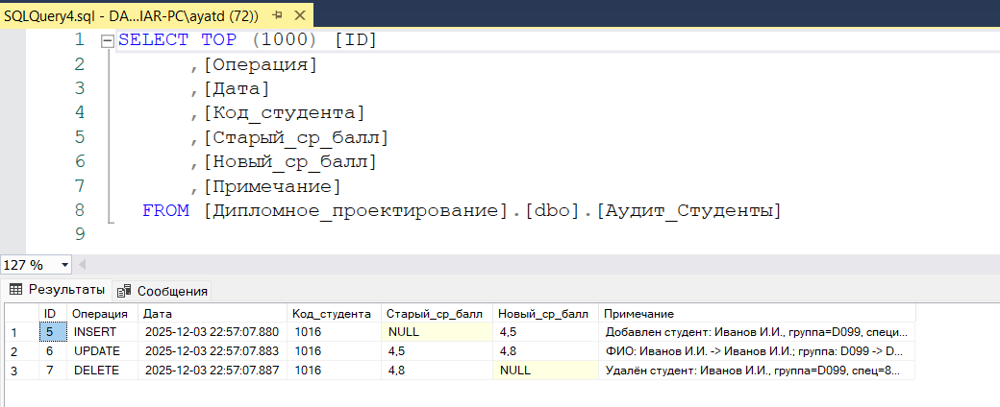 SQLQuery4.sql - DA...IAR-PC\ayatd (72))
1 SELECT TOP (1000) [ID]
2 ,[Операция]
3 ,[Дата]
4 ,[Код_студента]
5 ,[Старый_ср_балл]
6 ,[Новый_ср_балл]
7 ,[Примечание]
8 FROM [Дипломное_проектирование].[dbo].[Аудит_Студенты]
9
127 %
Результаты Сообщения
ID Операция Дата Код_студента Старый_ср_балл Новый_ср_балл Примечание
1 5 INSERT 2025-12-03 22:57:07.880 1016 NULL 4,5 Добавлен студент: Иванов И.И., группа=D099, специ...
2 6 UPDATE 2025-12-03 22:57:07.883 1016 4,5 4,8 ФИО: Иванов И.И. -> Иванов И.И.; группа: D099 -> D...
3 7 DELETE 2025-12-03 22:57:07.887 1016 4,8 NULL Удалён студент: Иванов И.И., группа=D099, спец=8...